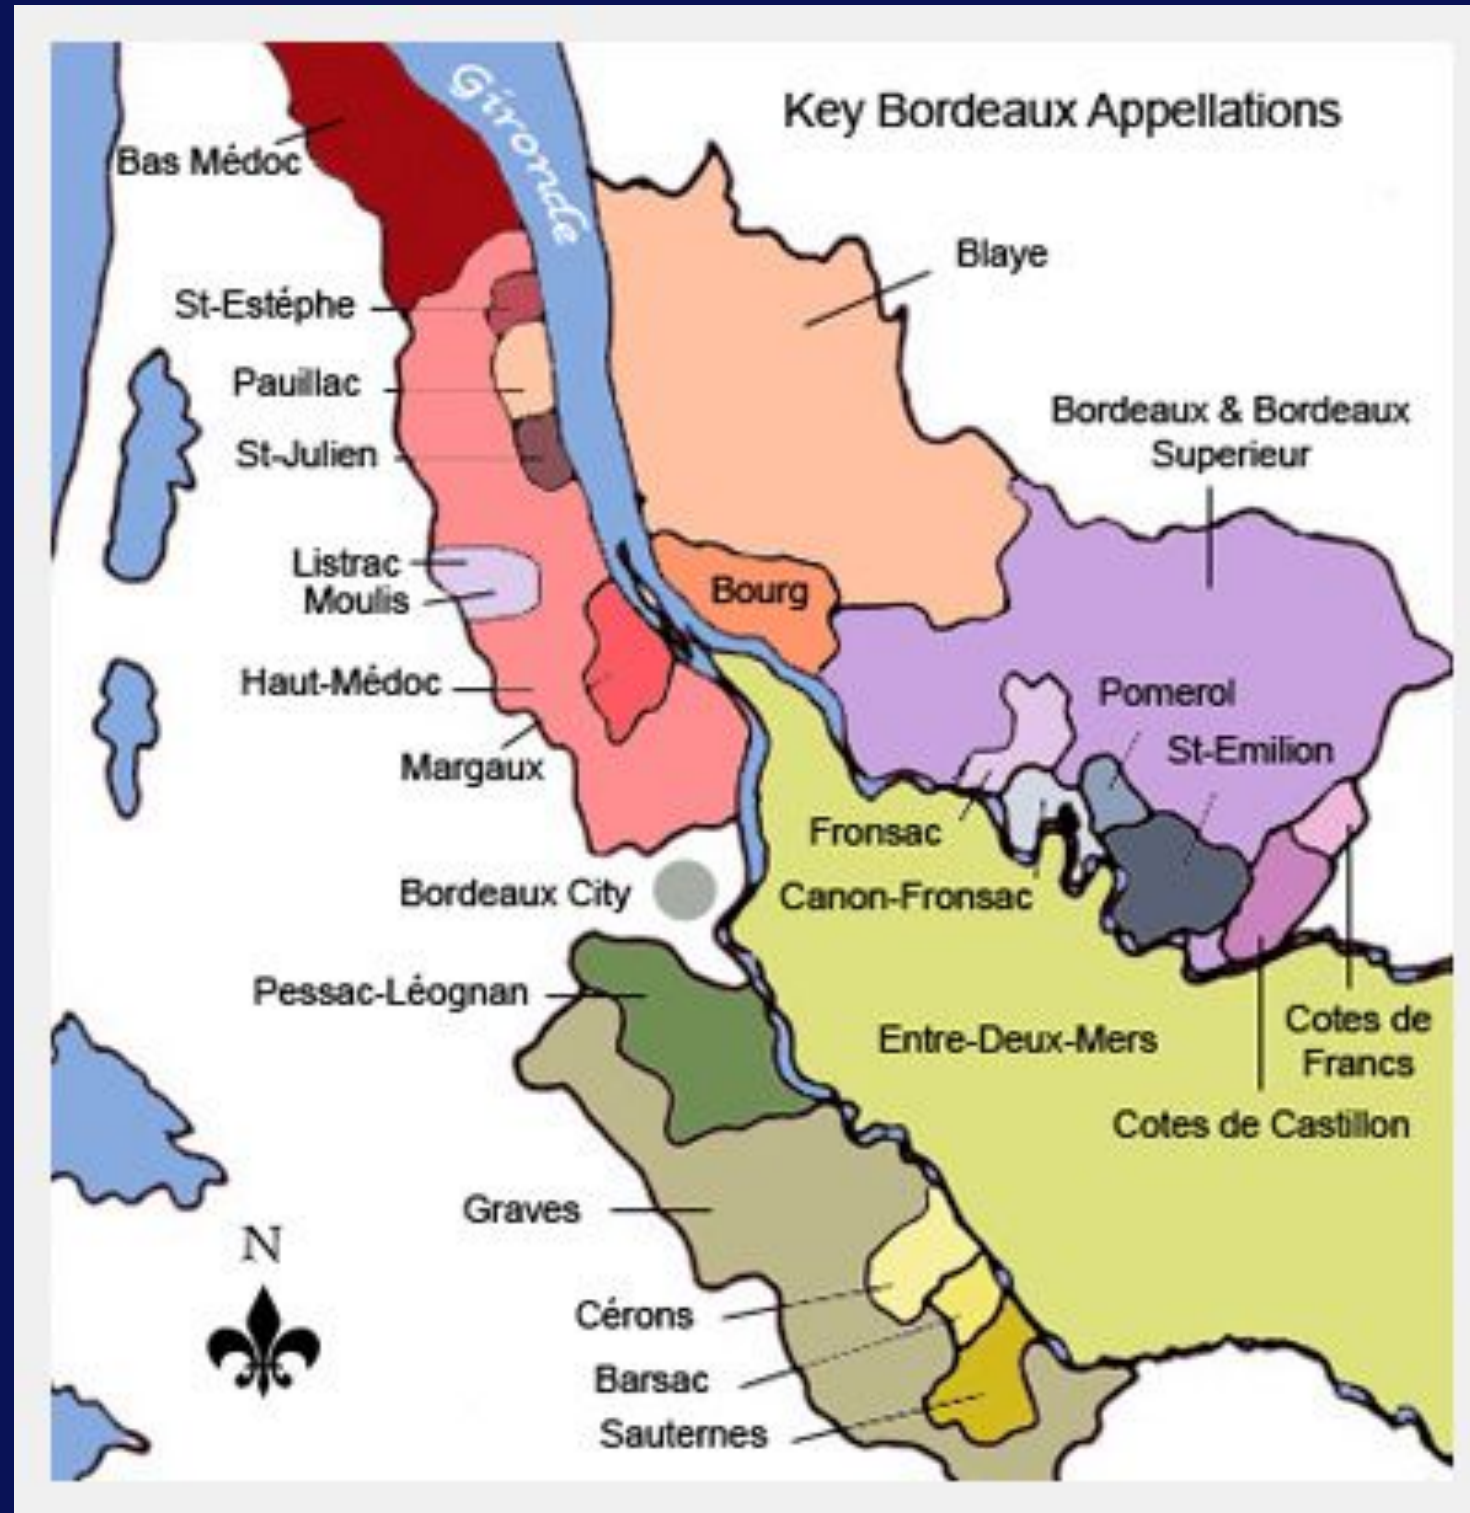 Key Bordeaux Appellations
Gironde
Bas Médoc
Blaye
St-Estéphe
Pauillac
Bordeaux & Bordeaux
Superieur
St-Julien
Listrac
Moulis
Bourg
Haut-Médoc
Pomerol
St-Emilion
Margaux
Fronsac
Bordeaux City
Canon-Fronsac
Pessac-Léognan
Entre-Deux-Mers
Cotes de
Francs
Cotes de Castillon
Graves
N
Cérons
Barsac
Sauternes